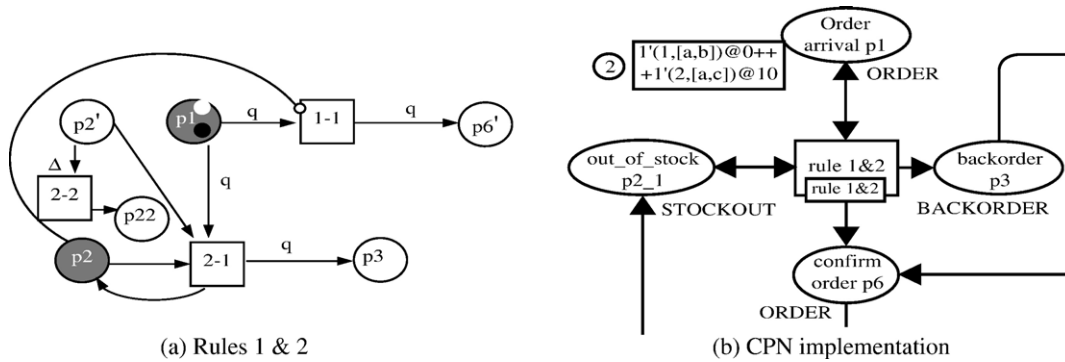 p2'
p1
q
1-1
q
p6'
Δ
2-2
p22
q
p2
2-1
q
p3
(a) Rules 1 & 2
2
1'(1,[a,b])@0++
+1'(2,[a,c])@10
Order
arrival p1
ORDER
out_of_stock
p2_1
STOCKOUT
rule 1&2
rule 1&2
backorder
p3
BACKORDER
confirm
order p6
ORDER
(b) CPN implementation